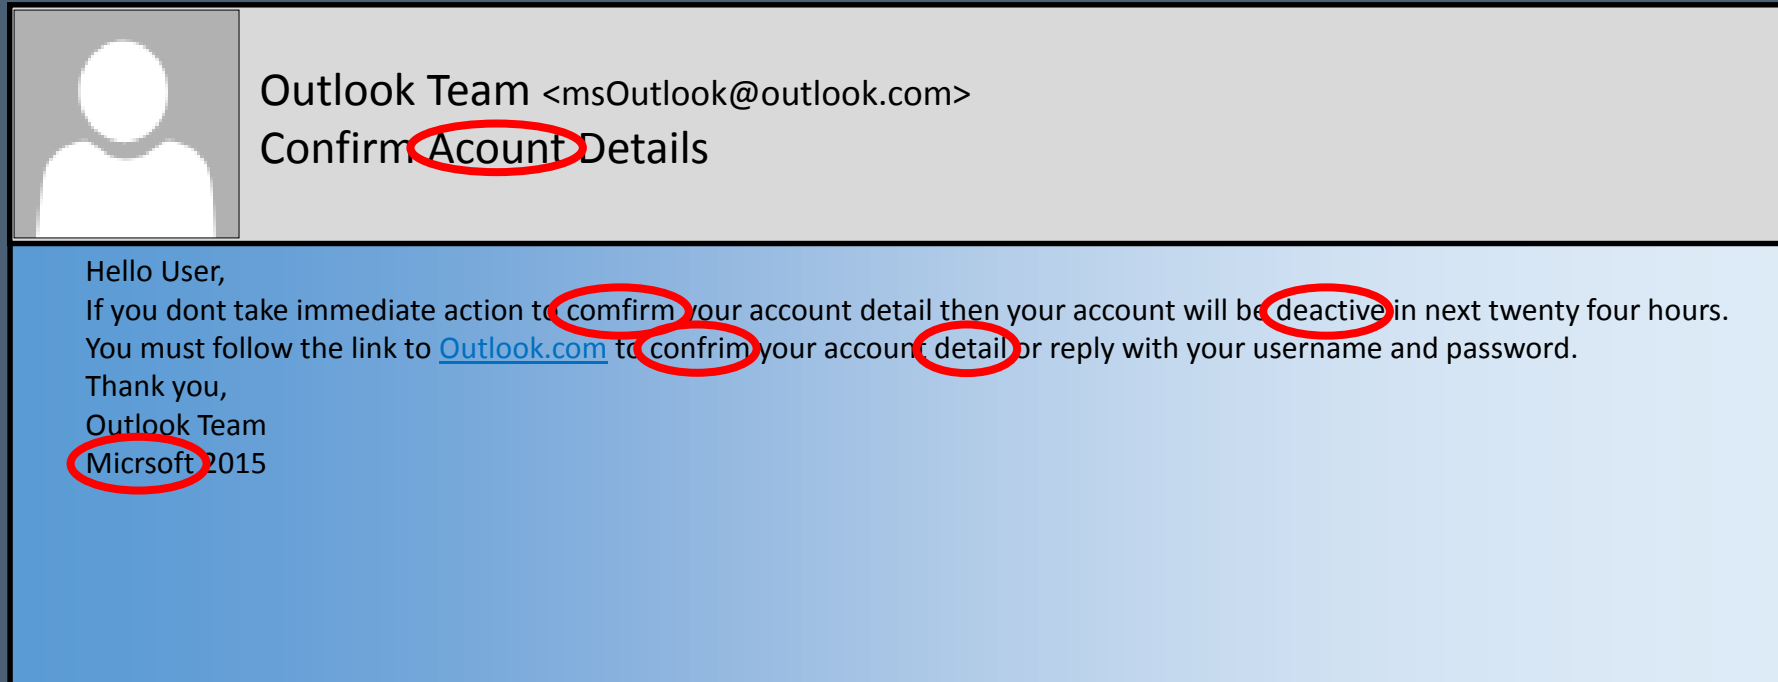 Outlook Team <msOutlook@outlook.com>
Confirm Acount Details
Hello User,
If you dont take immediate action to comfirm your account detail then your account will be deactive in next twenty four hours.
You must follow the link to Outlook.com to confrim your account detail or reply with your username and password.
Thank you,
Outlook Team
Micrsoft 2015